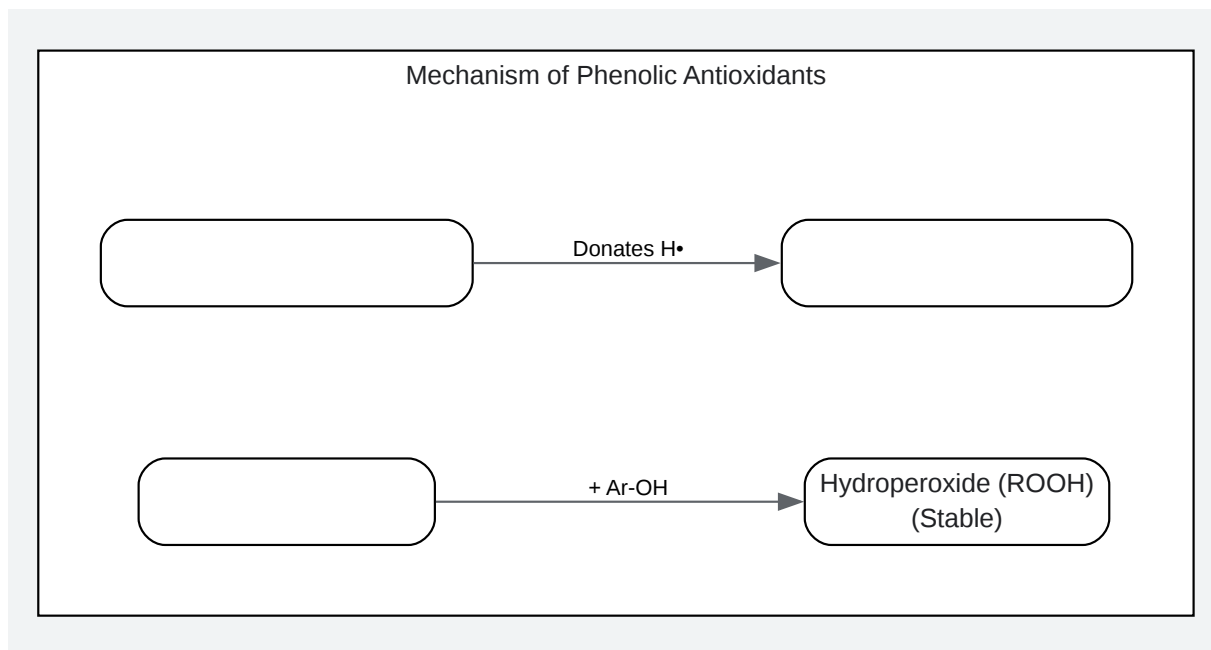 Mechanism of Phenolic Antioxidants
Donates H•
+ Ar-OH
Hydroperoxide (ROOH)
(Stable)